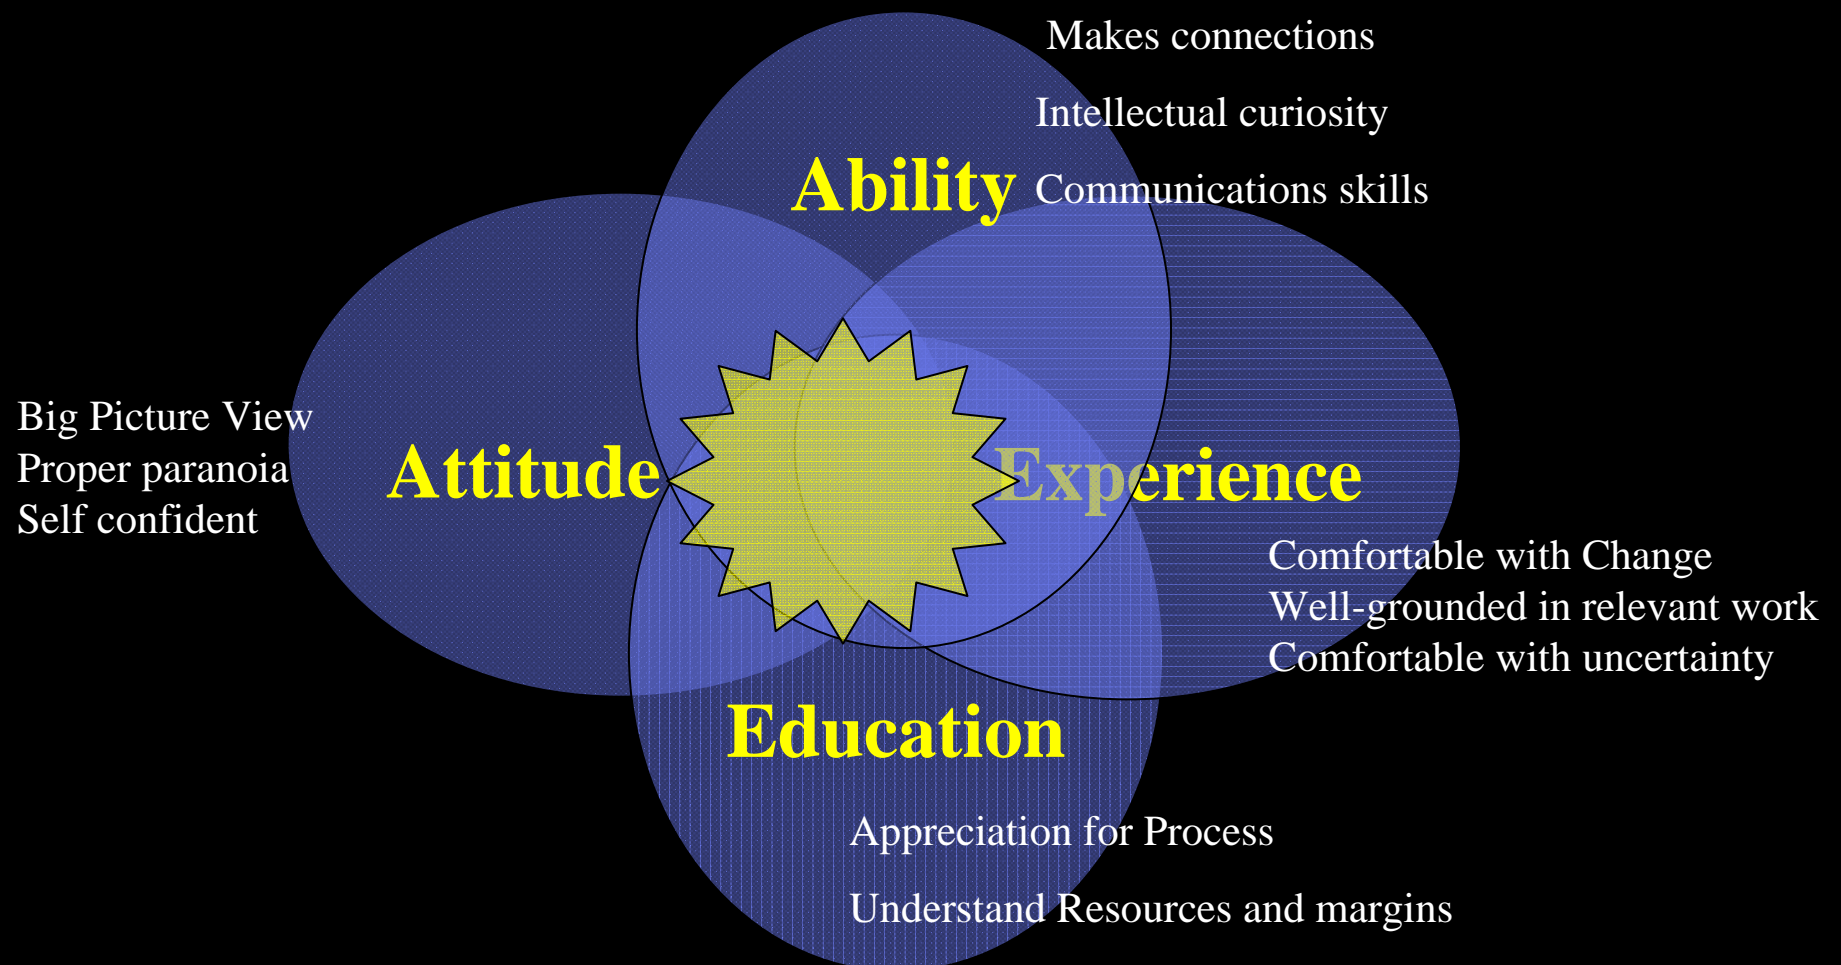 Makes connections
Intellectual curiosity
Ability
Communications skills
Big Picture View
Proper paranoia
Self confident
Attitude
Experience
Comfortable with Change
Well-grounded in relevant work
Comfortable with uncertainty
Education
Appreciation for Process
Understand Resources and margins